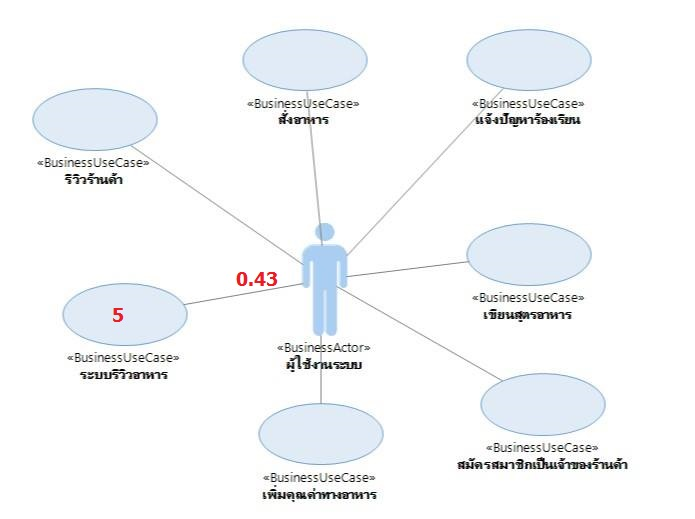 «BusinessUseCase»
สั่งอาหาร
«BusinessUseCase»
แจ้งปัญหาร้องเรียน
«BusinessUseCase»
รีวิวร้านค้า
0.43
5
«BusinessUseCase»
เขียนสูตรอาหาร
«BusinessActor»
ผู้ใช้งานระบบ
«BusinessUseCase»
ระบบรีวิวอาหาร
«BusinessUseCase»
สมัครสมาชิกเป็นเจ้าของร้านค้า
«BusinessUseCase»
เพิ่มคุณค่าทางอาหาร